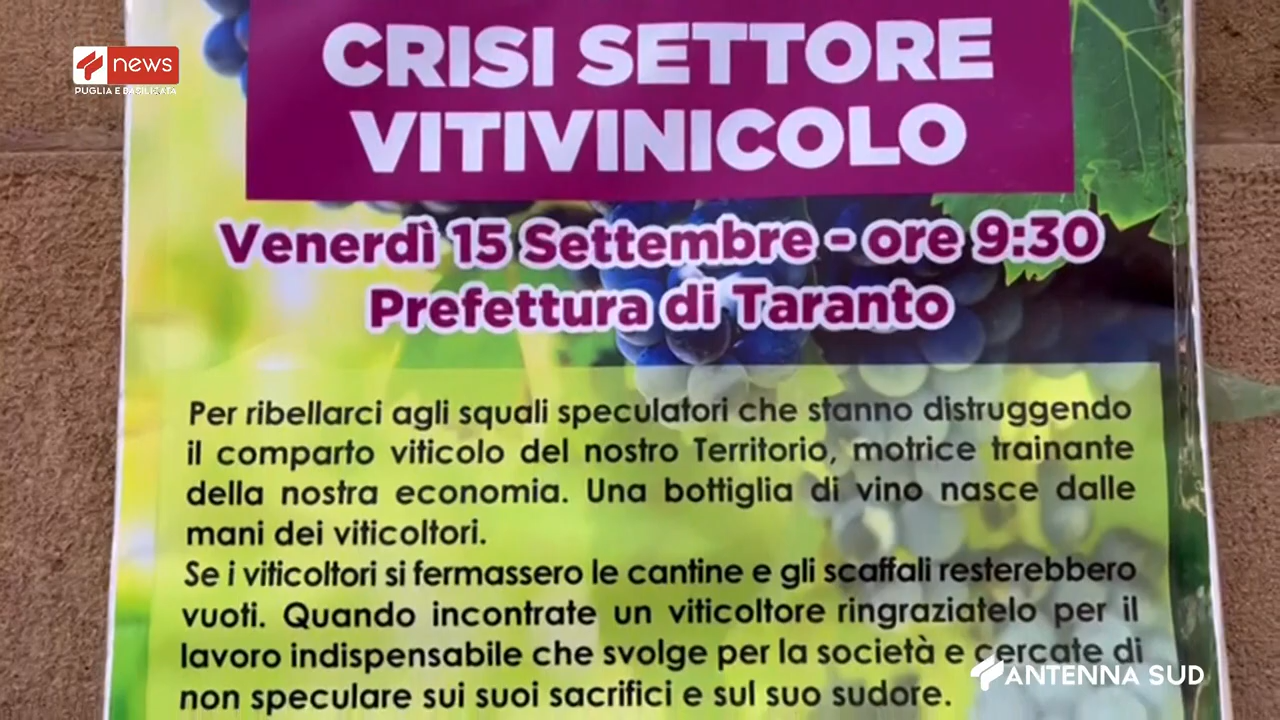 news
PUGLIA E BASILICATA
CRISI SETTORE
VITIVINICOLO
Venerdì 15 Settembre - ore 9:30
Prefettura di Taranto
Per ribellarci agli squali speculatori che stanno distruggendo
il comparto viticolo del nostro Territorio, motrice trainante
della nostra economia. Una bottiglia di vino nasce dalle
mani dei viticoltori.
Se i viticoltori si fermassero le cantine e gli scaffali resterebbero
vuoti. Quando incontrate un viticoltore ringraziatelo per il
lavoro indispensabile che svolge per la società e cercate di
non speculare sui suoi sacrifici e sul suo sudore.
ANTENNA SUD